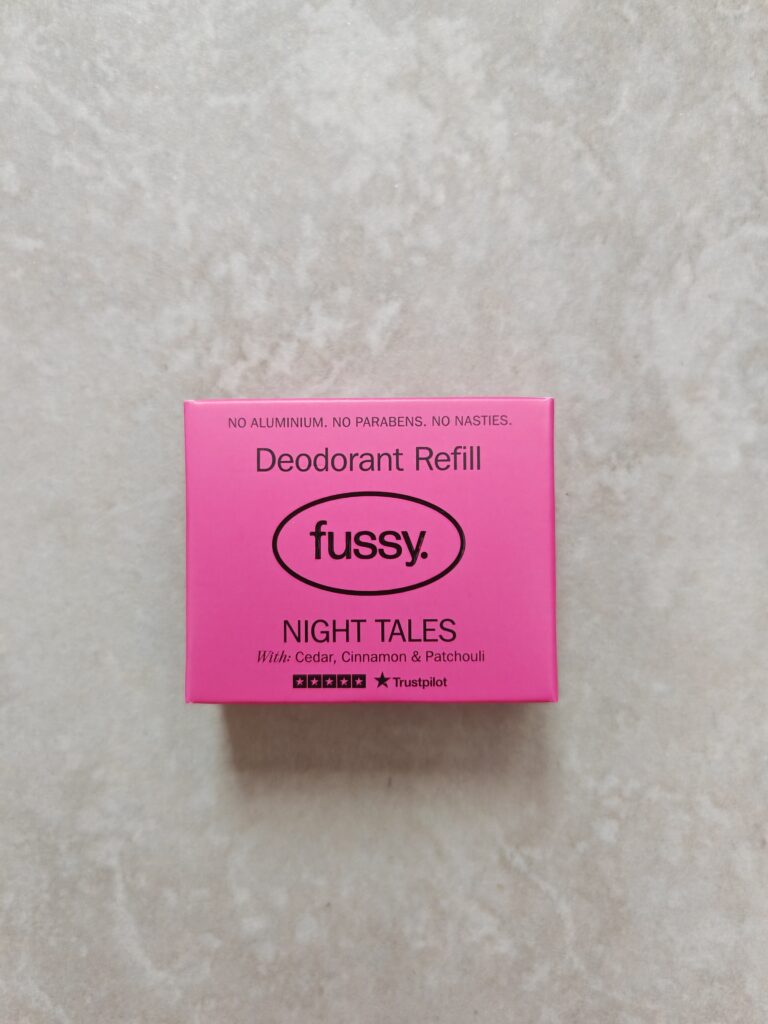 NO ALUMINIUM. NO PARABENS. NO NASTIES.
Deodorant Refill
fussy.
NIGHT TALES
With: Cedar, Cinnamon & Patchouli
Trustpilot